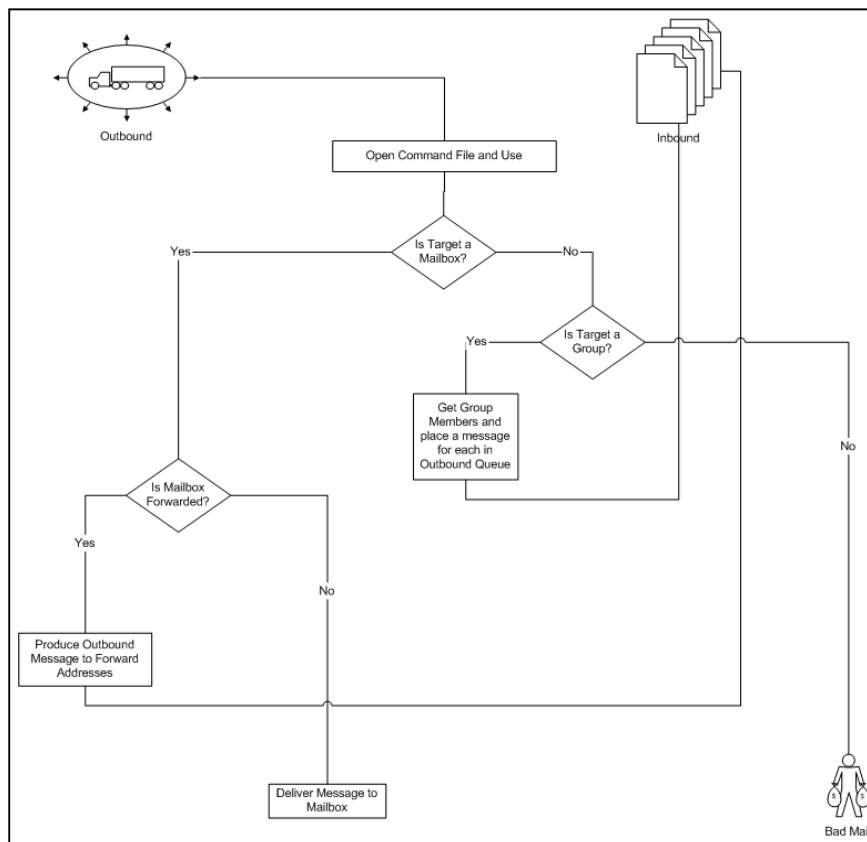 Outbound
Inbound
Open Command File and Use
Is Target a
Mailbox?
Yes
No
Is Target a
Group?
Yes
Get Group
Members and
place a message
for each in
Outbound Queue
No
Is Mailbox
Forwarded?
Yes
No
Produce Outbound
Message to Forward
Addresses
Deliver Message to
Mailbox
$
$
Bad Mail